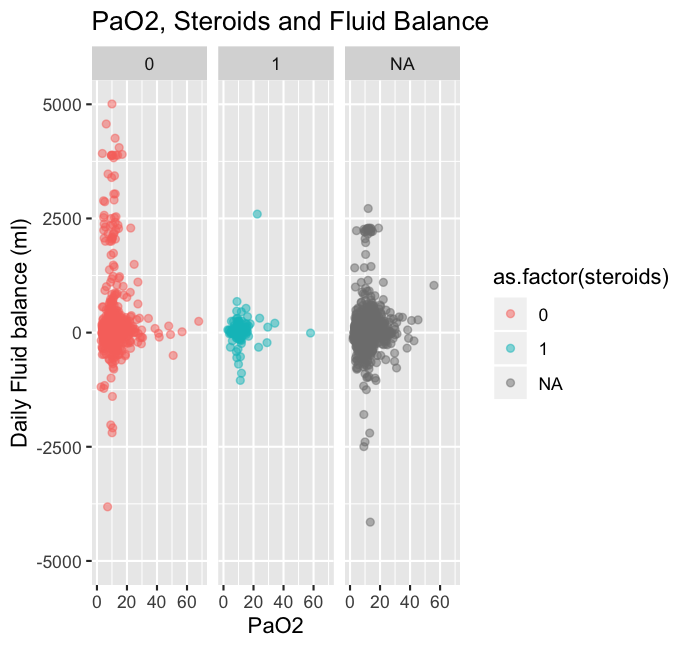 PaO2, Steroids and Fluid Balance
0 1 NA
5000
2500
0
-2500
-5000
Daily Fluid balance (ml)
0 20 40 60 0 20 40 60 0 20 40 60
PaO2
as.factor(steroids)
0
1
NA